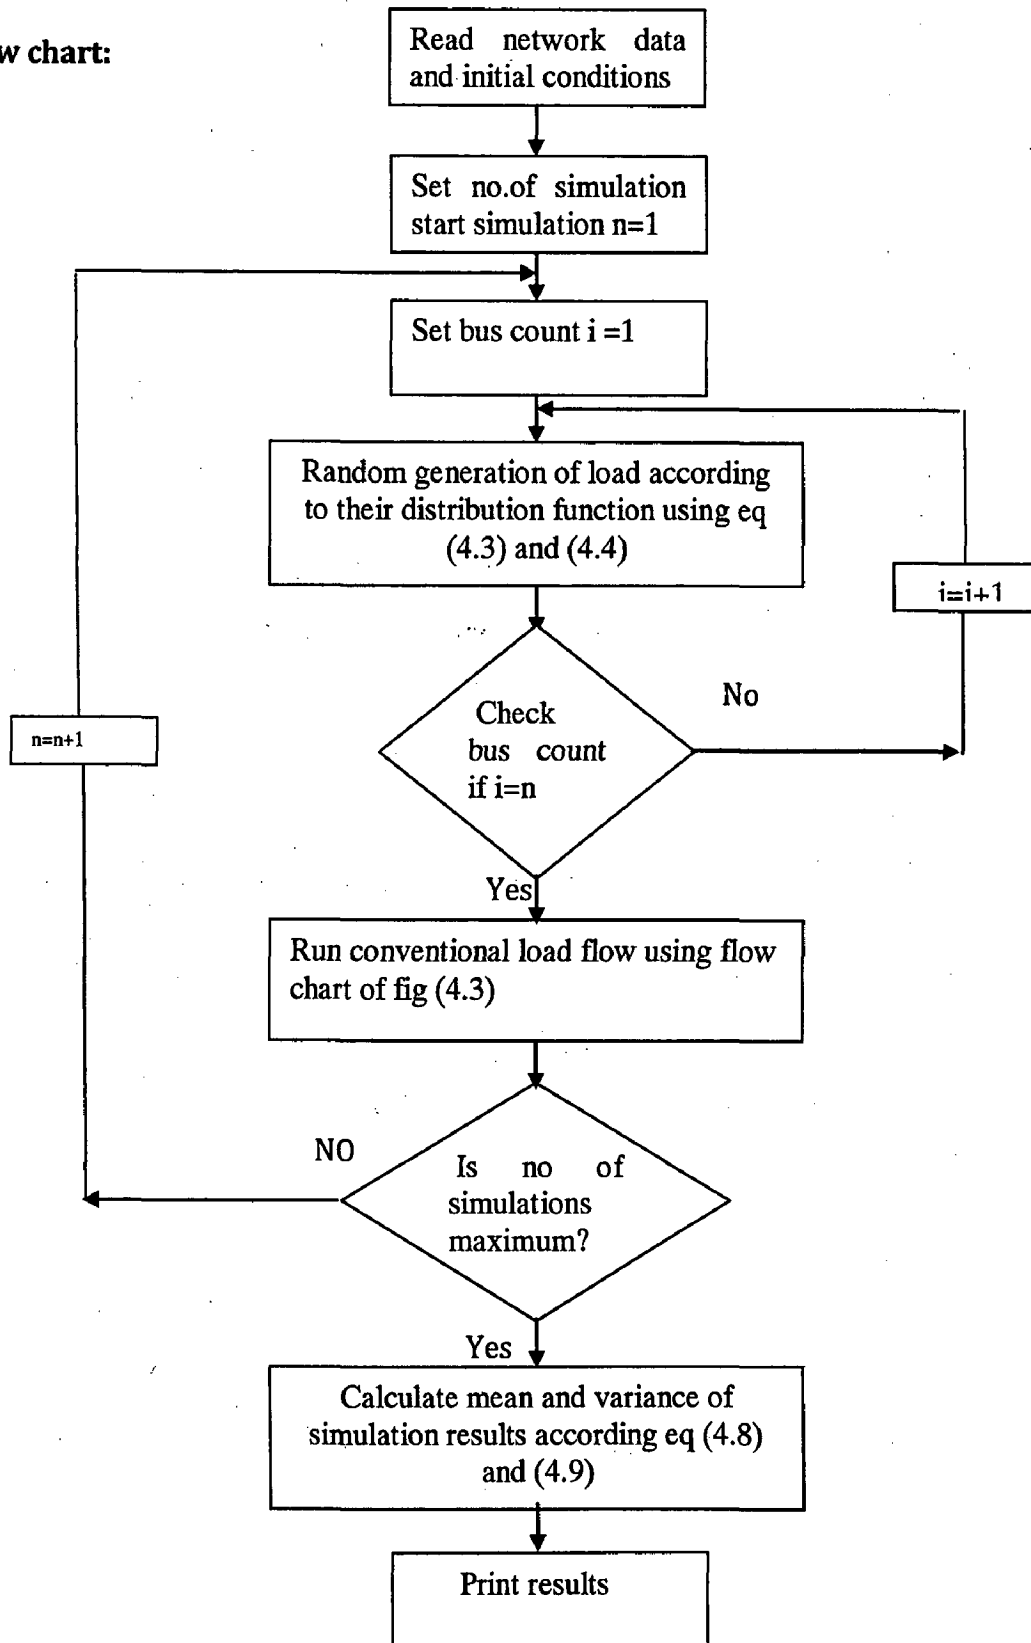 w chart:
Read network data
and initial conditions
Set no.of simulation
start simulation n=1
Set bus count i =1
Random generation of load according
to their distribution function using eq
(4.3) and (4.4)
i=i+1
No
Check
bus count
if i=n
n=n+1
Yes
Run conventional load flow using flow
chart of fig (4.3)
NO
Is no of
simulations
maximum?
Yes
Calculate mean and variance of
simulation results according eq (4.8)
and (4.9)
Print results